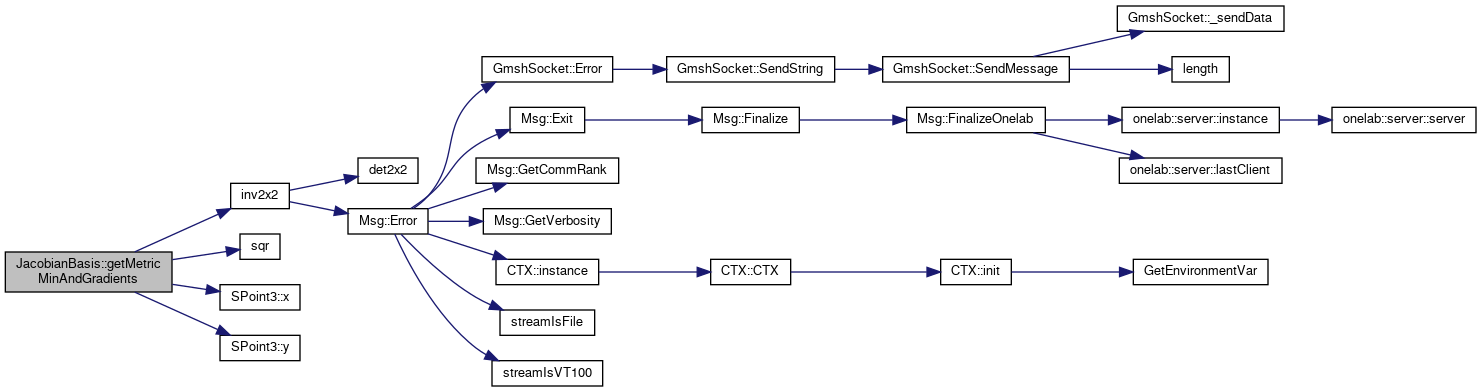 JacobianBasis::getMetric
MinAndGradients
inv2x2
det2x2
Msg::Error
GmshSocket::Error
GmshSocket::SendString
GmshSocket::SendMessage
GmshSocket::_sendData
length
Msg::Exit
Msg::Finalize
Msg::FinalizeOnelab
onelab::server::instance
onelab::server::server
onelab::server::lastClient
Msg::GetCommRank
Msg::GetVerbosity
CTX::instance
CTX::CTX
CTX::init
GetEnvironmentVar
streamIsFile
streamIsVT100
sqr
SPoint3::x
SPoint3::y